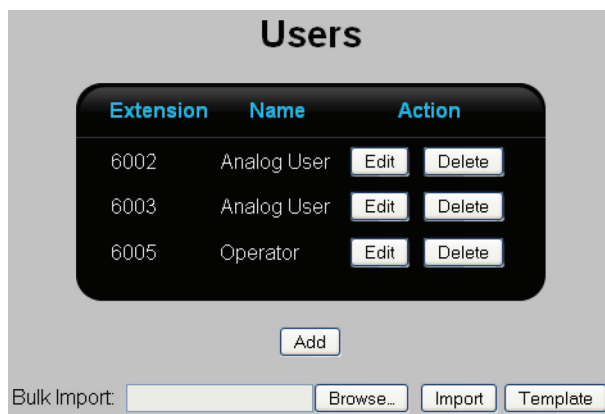 Users
Extension Name Action
6002 Analog User Edit Delete
6003 Analog User Edit Delete
6005 Operator Edit Delete
Add
Bulk Import: Browse... Import Template